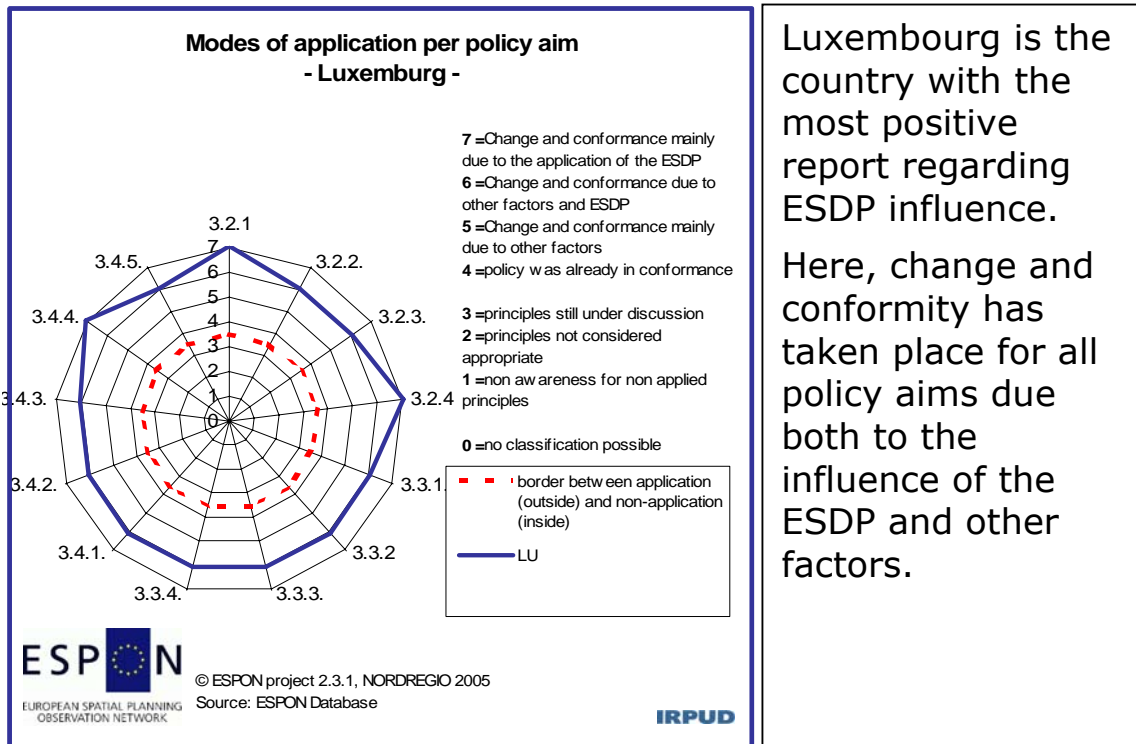 Modes of application per policy aim
- Luxemburg -
7 =Change and conformance mainly
due to the application of the ESDP
6 =Change and conformance due to
other factors and ESDP
5 =Change and conformance mainly
due to other factors
4 =policy was already in conformance
3 =principles still under discussion
2 =principles not considered
appropriate
1 =non awareness for non applied
principles
0 =no classification possible
border between application
(outside) and non-application
(inside)
LU
3.2.1
3.2.2.
3.2.3.
3.2.4
3.3.1.
3.3.2
3.3.3.
3.3.4.
3.4.1.
3.4.2.
3.4.3.
3.4.4.
3.4.5.
7
6
5
4
3
2
1
0
ESPON
EUROPEAN SPATIAL PLANNING
OBSERVATION NETWORK
© ESPON project 2.3.1, NORDREGIO 2005
Source: ESPON Database
IRPUD
Luxembourg is the
country with the
most positive
report regarding
ESDP influence.
Here, change and
conformity has
taken place for all
policy aims due
both to the
influence of the
ESDP and other
factors.